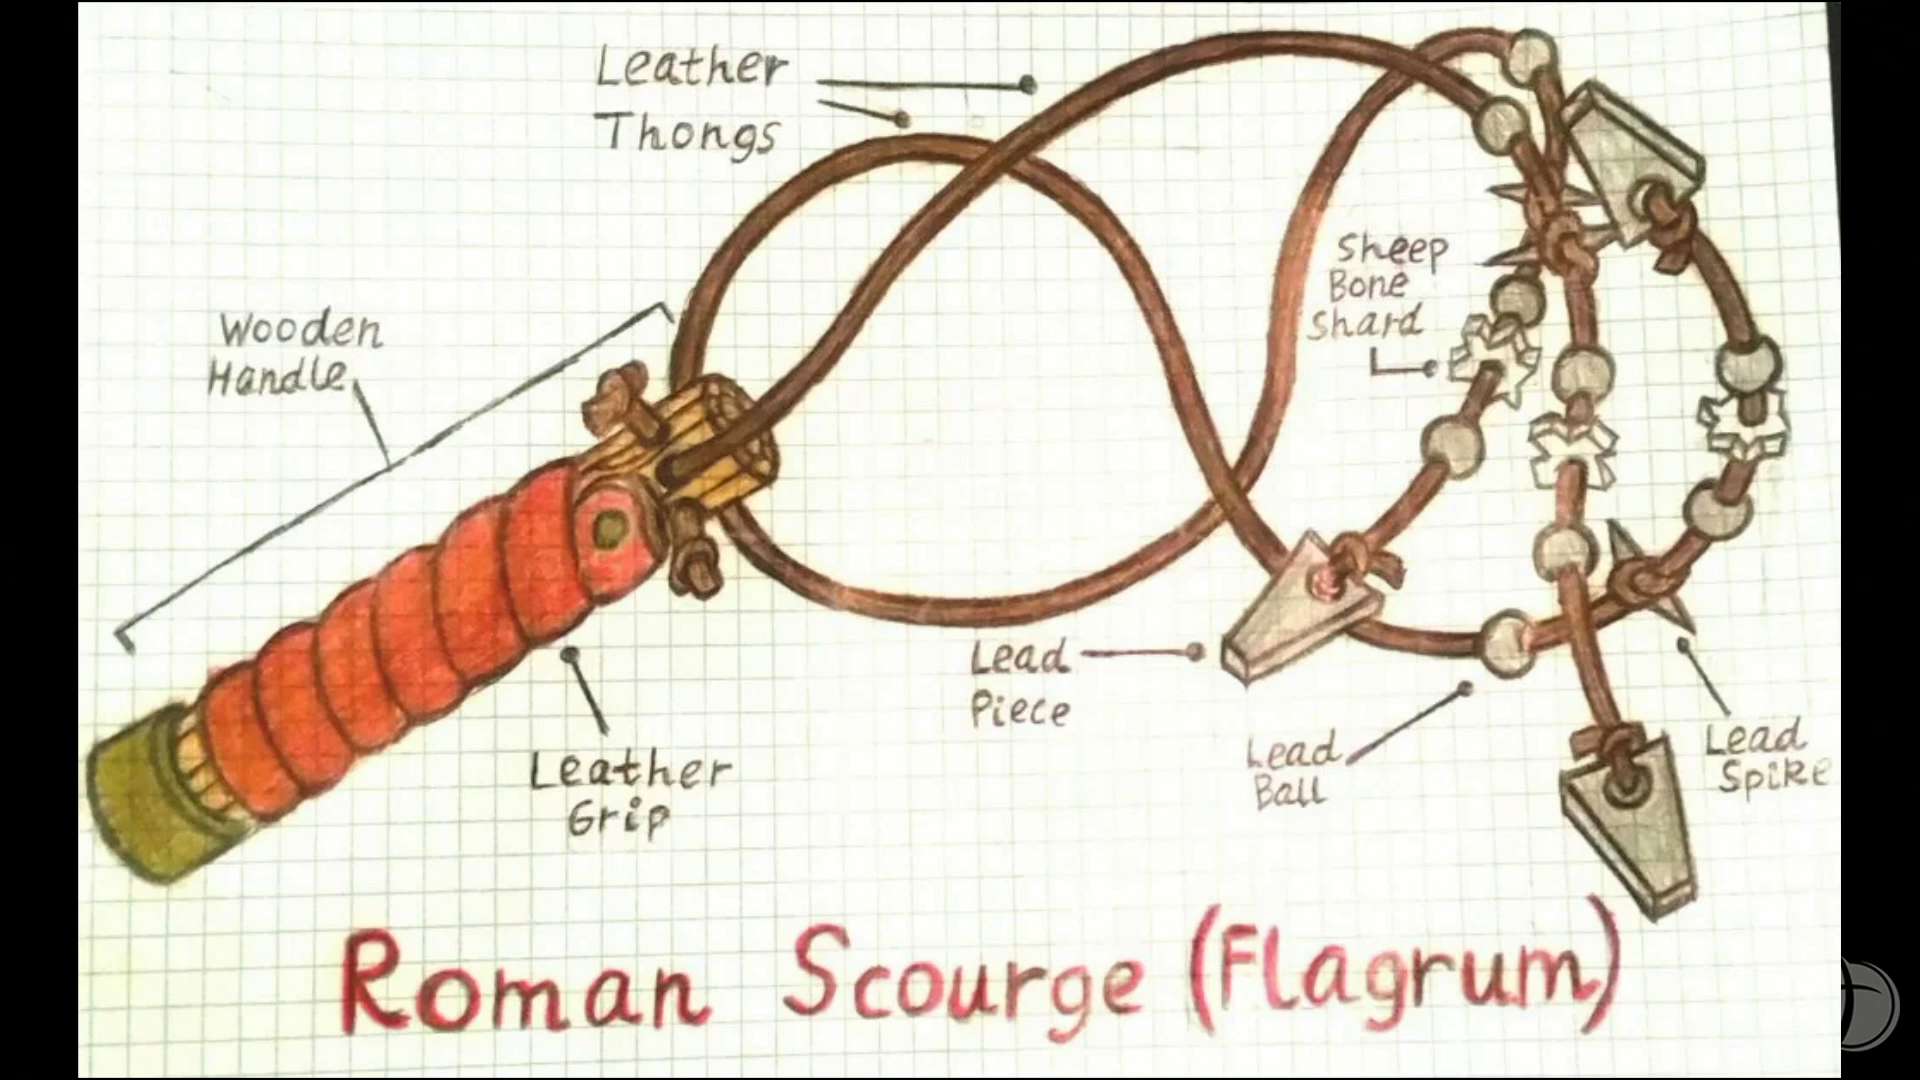 Leather
Thongs
Wooden
Handle
Sheep
Bone
Shard
Lead
Piece
Lead
Ball
Lead
Spike
Leather
Grip
Roman Scourge (Flagrum)